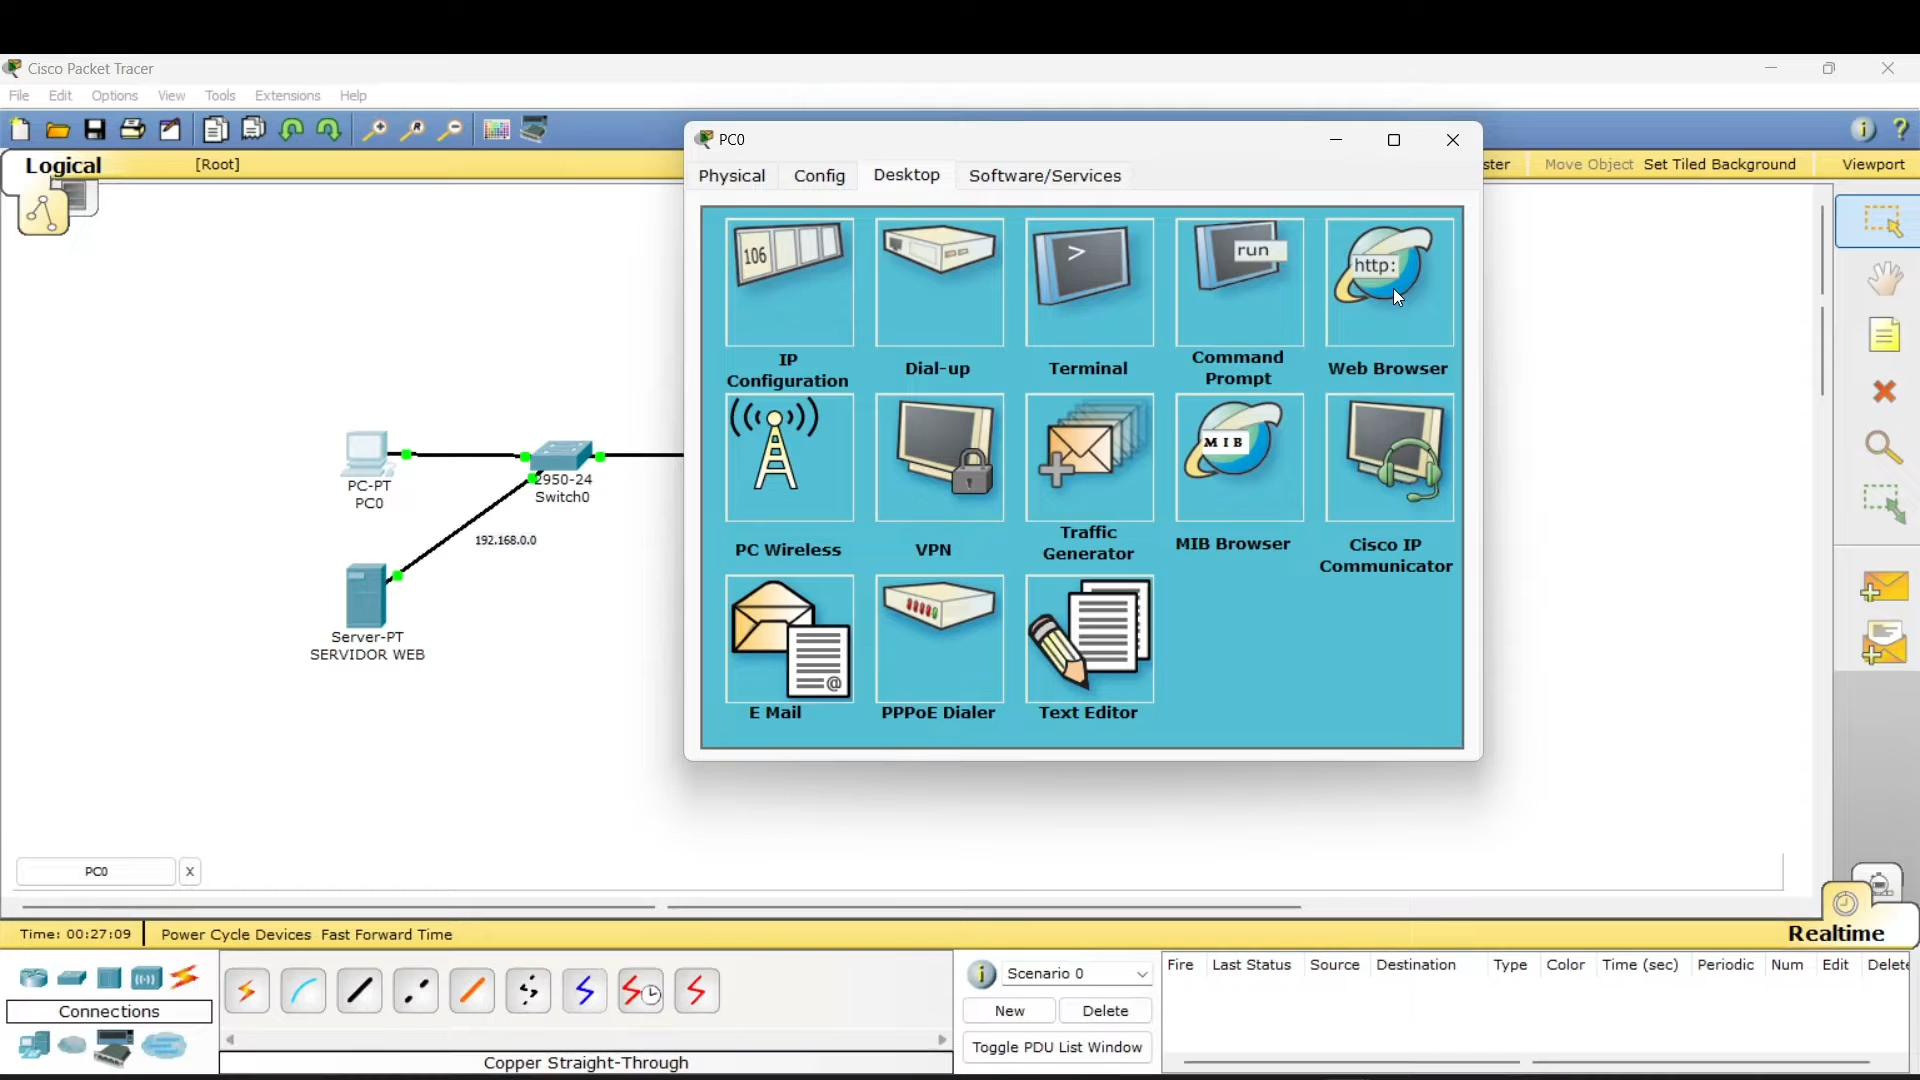 Cisco Packet Tracer
File Edit Options View Tools Extensions Help
Logical
[Root]
Move Object
Set Tiled Background
Viewport
PC0
Physical
Config
Desktop
Software/Services
106
>
run
http:
IP
Configuration
Dial-up
Terminal
Command
Prompt
Web Browser
MIB
PC Wireless
VPN
Traffic
Generator
MIB Browser
Cisco IP
Communicator
@
E Mail
PPPoE Dialer
Text Editor
PC-PT
PC0
2950-24
Switch0
192.168.0.0
Server-PT
SERVIDOR WEB
PC0
X
Time: 00:27:09
Power Cycle Devices Fast Forward Time
Realtime
Connections
Copper Straight-Through
Scenario 0
New
Delete
Toggle PDU List Window
Fire Last Status Source Destination Type Color Time (sec) Periodic Num Edit Delete